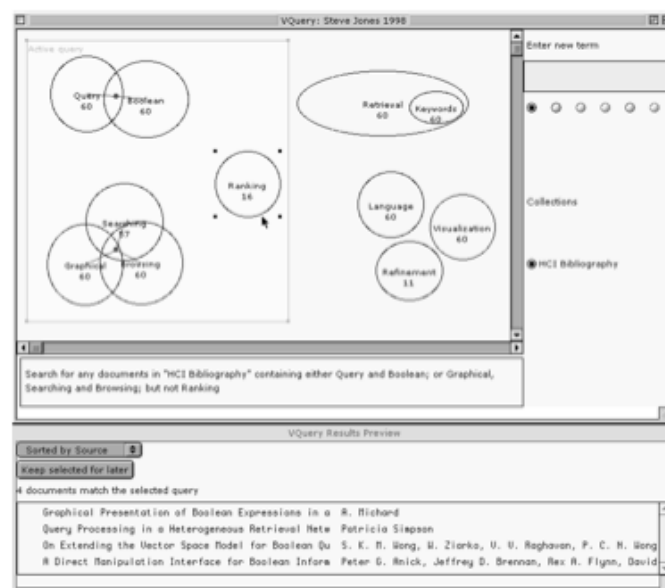 VQuery: Steve Jones 1998
Active query
Query
60
Boolean
60
Retrieval
60
Keywords
60
Ranking
16
Searching
57
Graphical
60
Browsing
60
Language
60
Visualization
60
Refinement
11
Enter new term
Collections
HCI Bibliography
Search for any documents in "HCI Bibliography" containing either Query and Boolean; or Graphical,
Searching and Browsing; but not Ranking
VQuery Results Preview
Sorted by Source
Keep selected for later
4 documents match the selected query
Graphical Presentation of Boolean Expressions in a A. Michard
Query Processing in a Heterogeneous Retrieval Netw Patricia Simpson
On Extending the Vector Space Model for Boolean Qu S. K. M. Wong, W. Ziarko, V. V. Raghavan, P. C. N. Wong
A Direct Manipulation Interface for Boolean Inform Peter G. Anick, Jeffrey D. Brennan, Rex A. Flynn, David